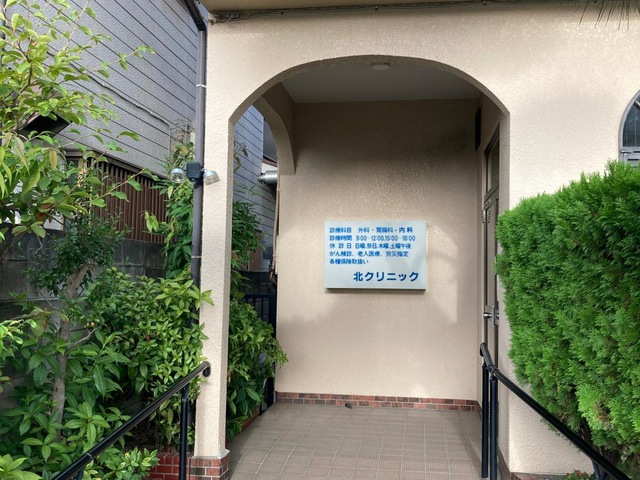 診療科目 外科・胃腸科・内科
診療時間 9:00-12:00,15:00-18:00
休診日 日曜,祭日,水曜,土曜午後
がん検診、老人医療、労災指定
各種保険取扱い
北クリニック